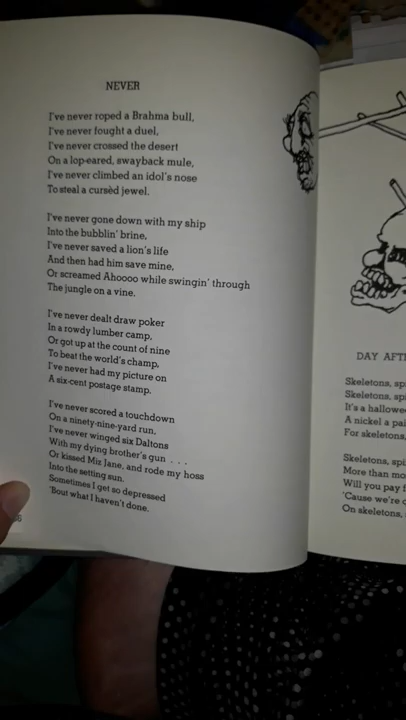 NEVER
I've never roped a Brahma bull,
I've never fought a duel,
I've never crossed the desert
On a lop-eared, swayback mule,
I've never climbed an idol's nose
To steal a cursèd jewel.
I've never gone down with my ship
Into the bubblin' brine,
I've never saved a lion's life
And then had him save mine,
Or screamed Ahoooo while swingin' through
The jungle on a vine.
I've never dealt draw poker
In a rowdy lumber camp,
Or got up at the count of nine
To beat the world's champ,
I've never had my picture on
A six-cent postage stamp.
I've never scored a touchdown
On a ninety-nine-yard run,
I've never winged six Daltons
With my dying brother's gun . . .
Or kissed Miz Jane, and rode my hoss
Into the setting sun.
Sometimes I get so depressed
'Bout what I haven't done.
DAY AFT
Skeletons, sp
Skeletons, sp
It's a hallowe
A nickel a pa
For skeletons,
Skeletons, spi
More than mo
Will you pay f
'Cause we're o
On skeletons,